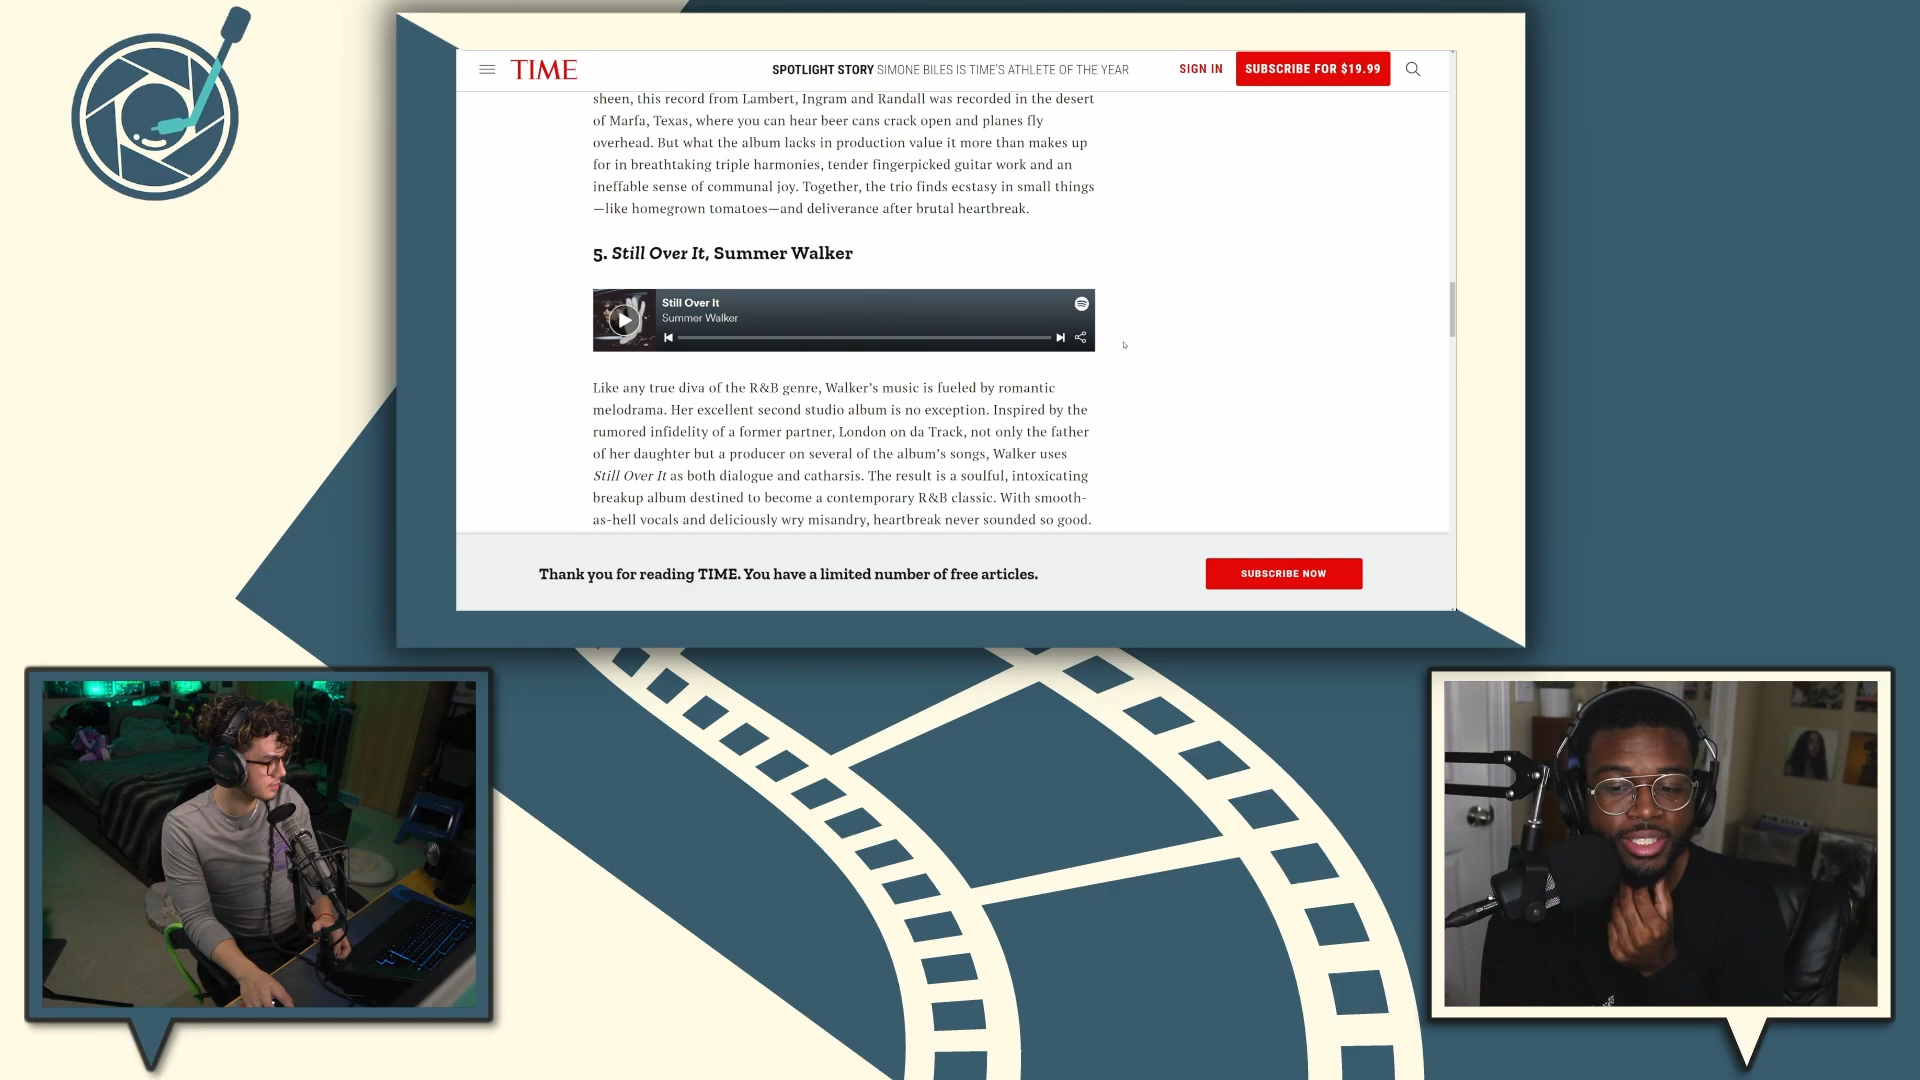 TIME
SPOTLIGHT STORY SIMONE BILES IS TIME'S ATHLETE OF THE YEAR
SIGN IN
SUBSCRIBE FOR $19.99
sheen, this record from Lambert, Ingram and Randall was recorded in the desert
of Marfa, Texas, where you can hear beer cans crack open and planes fly
overhead. But what the album lacks in production value it more than makes up
for in breathtaking triple harmonies, tender fingerpicked guitar work and an
ineffable sense of communal joy. Together, the trio finds ecstasy in small things
—like homegrown tomatoes—and deliverance after brutal heartbreak.
5. Still Over It, Summer Walker
Still Over It
Summer Walker
Like any true diva of the R&B genre, Walker’s music is fueled by romantic
melodrama. Her excellent second studio album is no exception. Inspired by the
rumored infidelity of a former partner, London on da Track, not only the father
of her daughter but a producer on several of the album’s songs, Walker uses
Still Over It as both dialogue and catharsis. The result is a soulful, intoxicating
breakup album destined to become a contemporary R&B classic. With smooth-
as-hell vocals and deliciously wry misandry, heartbreak never sounded so good.
Thank you for reading TIME. You have a limited number of free articles.
SUBSCRIBE NOW